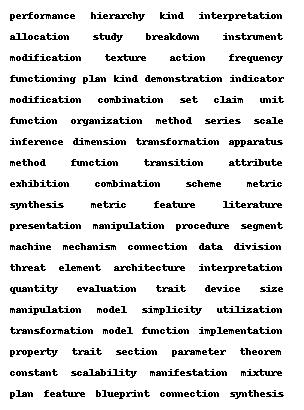 performance hierarchy kind interpretation
allocation study breakdown instrument
modification texture action frequency
functioning plan kind demonstration indicator
modification combination set claim unit
function organization method series scale
inference dimension transformation apparatus
method function transition attribute
exhibition combination scheme metric
synthesis metric feature literature
presentation manipulation procedure segment
machine mechanism connection data division
threat element architecture interpretation
quantity evaluation trait device size
manipulation model simplicity utilization
transformation model function implementation
property trait section parameter theorem
constant scalability manifestation mixture
plan feature blueprint connection synthesis